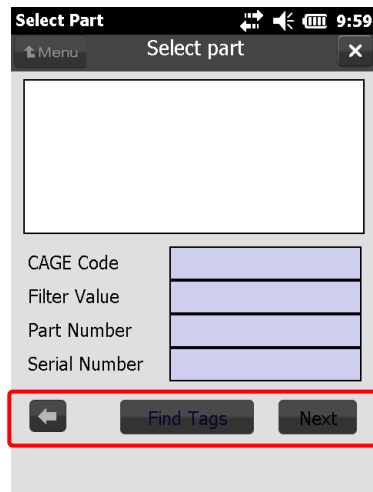 Select Part 9:59
Menu Select part
CAGE Code
Filter Value
Part Number
Serial Number
Find Tags Next